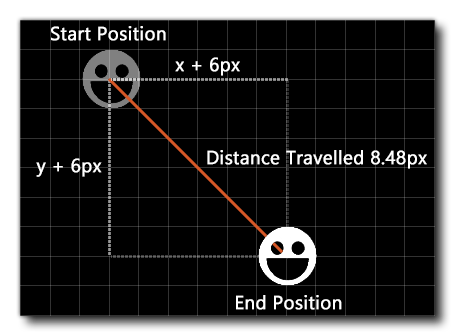 Start Position
x + 6px
Distance Travelled 8.48px
y + 6px
End Position